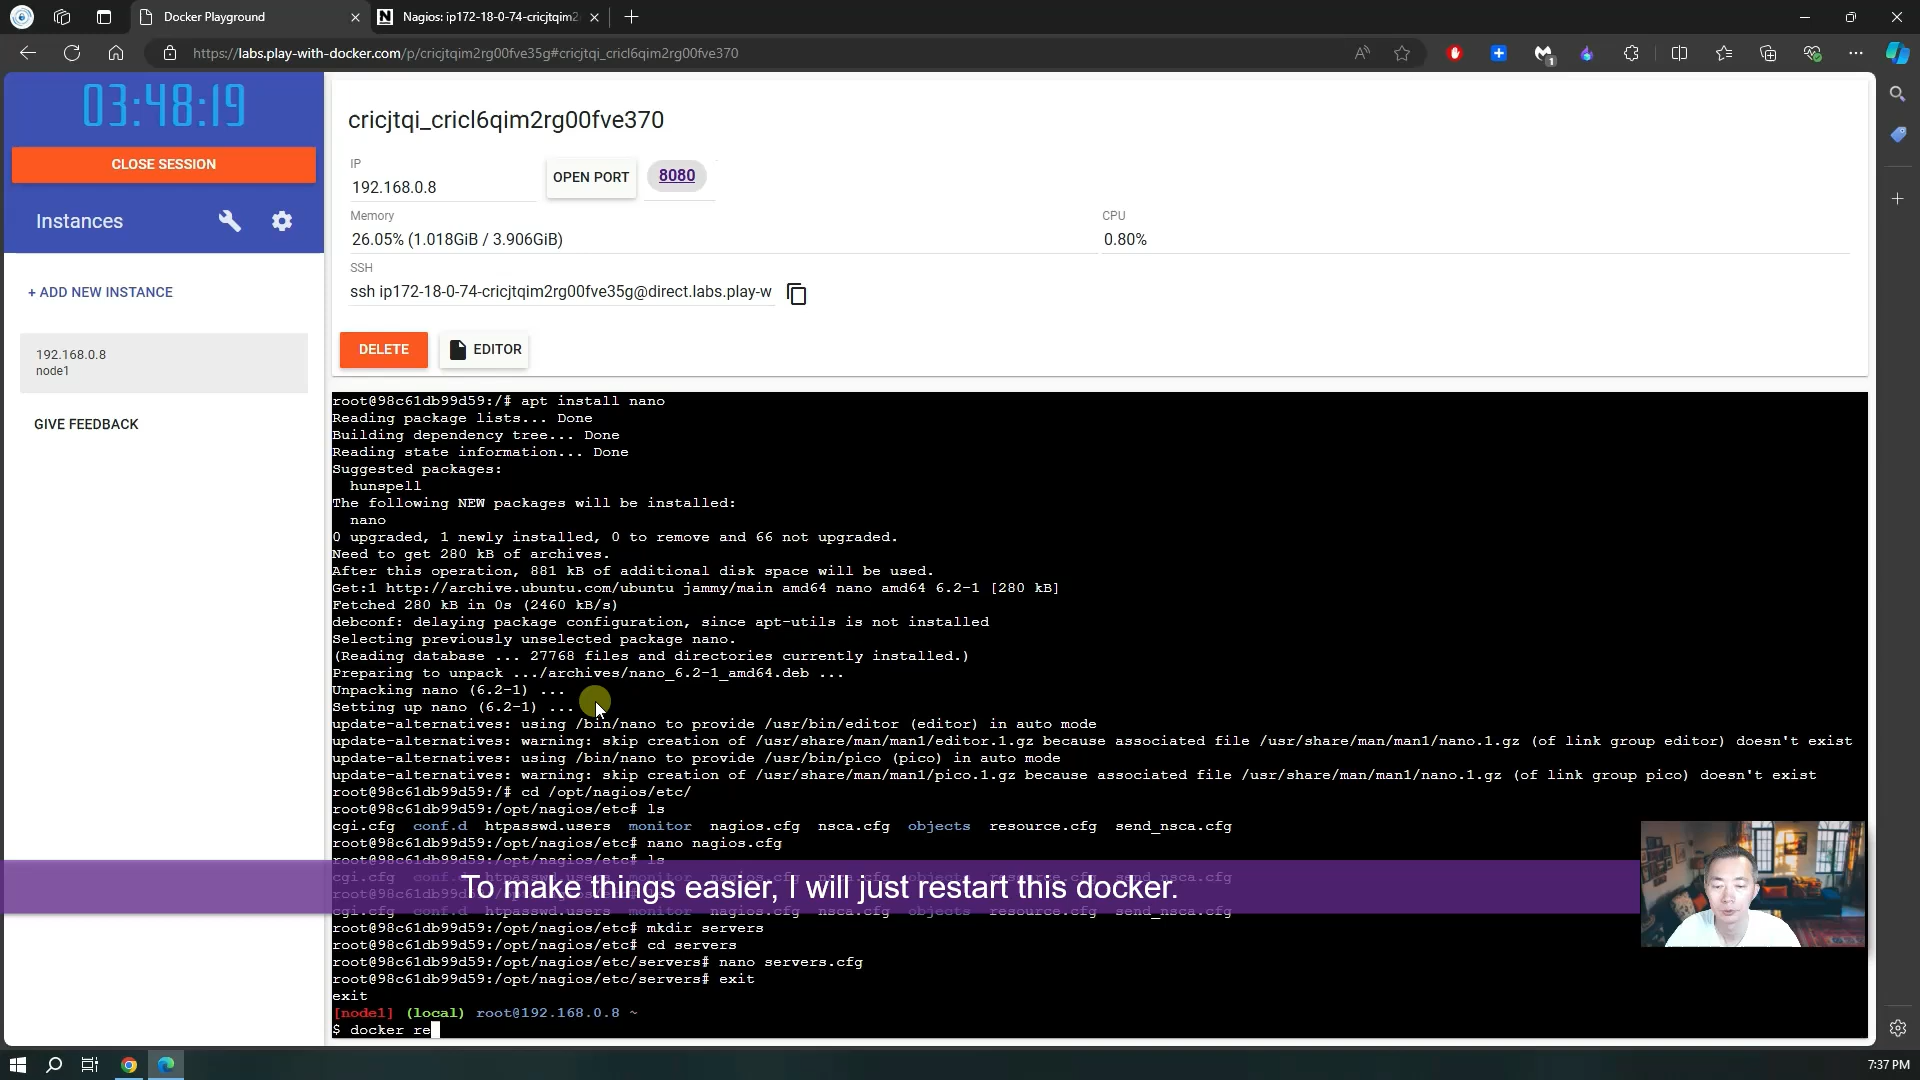 Docker Playground
Nagios: ip172-18-0-74-cricjtqim2
https://labs.play-with-docker.com/p/cricjtqim2rg00fve35g#cricjtqi_cricl6qim2rg00fve370
1
03:48:19
CLOSE SESSION
Instances
+ ADD NEW INSTANCE
192.168.0.8
node1
GIVE FEEDBACK
cricjtqi_cricl6qim2rg00fve370
IP
192.168.0.8
OPEN PORT
8080
Memory
26.05% (1.018GiB / 3.906GiB)
CPU
0.80%
SSH
ssh ip172-18-0-74-cricjtqim2rg00fve35g@direct.labs.play-w
DELETE
EDITOR
root@98c61db99d59:/# apt install nano
Reading package lists... Done
Building dependency tree... Done
Reading state information... Done
Suggested packages:
hunspell
The following NEW packages will be installed:
nano
0 upgraded, 1 newly installed, 0 to remove and 66 not upgraded.
Need to get 280 kB of archives.
After this operation, 881 kB of additional disk space will be used.
Get:1 http://archive.ubuntu.com/ubuntu jammy/main amd64 nano amd64 6.2-1 [280 kB]
Fetched 280 kB in 0s (2460 kB/s)
debconf: delaying package configuration, since apt-utils is not installed
Selecting previously unselected package nano.
(Reading database ... 27768 files and directories currently installed.)
Preparing to unpack .../archives/nano_6.2-1_amd64.deb ...
Unpacking nano (6.2-1) ...
Setting up nano (6.2-1) ...
update-alternatives: using /bin/nano to provide /usr/bin/editor (editor) in auto mode
update-alternatives: warning: skip creation of /usr/share/man/man1/editor.1.gz because associated file /usr/share/man/man1/nano.1.gz (of link group editor) doesn't exist
update-alternatives: using /bin/nano to provide /usr/bin/pico (pico) in auto mode
update-alternatives: warning: skip creation of /usr/share/man/man1/pico.1.gz because associated file /usr/share/man/man1/nano.1.gz (of link group pico) doesn't exist
root@98c61db99d59:/# cd /opt/nagios/etc/
root@98c61db99d59:/opt/nagios/etc# ls
cgi.cfg conf.d htpasswd.users monitor nagios.cfg nsca.cfg objects resource.cfg send_nsca.cfg
root@98c61db99d59:/opt/nagios/etc# nano nagios.cfg
root@98c61db99d59:/opt/nagios/etc# ls
To make things easier, I will just restart this docker.
cgi.cfg conf.d htpasswd.users monitor nagios.cfg nsca.cfg objects resource.cfg send_nsca.cfg
root@98c61db99d59:/opt/nagios/etc# mkdir servers
root@98c61db99d59:/opt/nagios/etc# cd servers
root@98c61db99d59:/opt/nagios/etc/servers# nano servers.cfg
root@98c61db99d59:/opt/nagios/etc/servers# exit
exit
[node1] (local) root@192.168.0.8 ~
$ docker re
7:37 PM